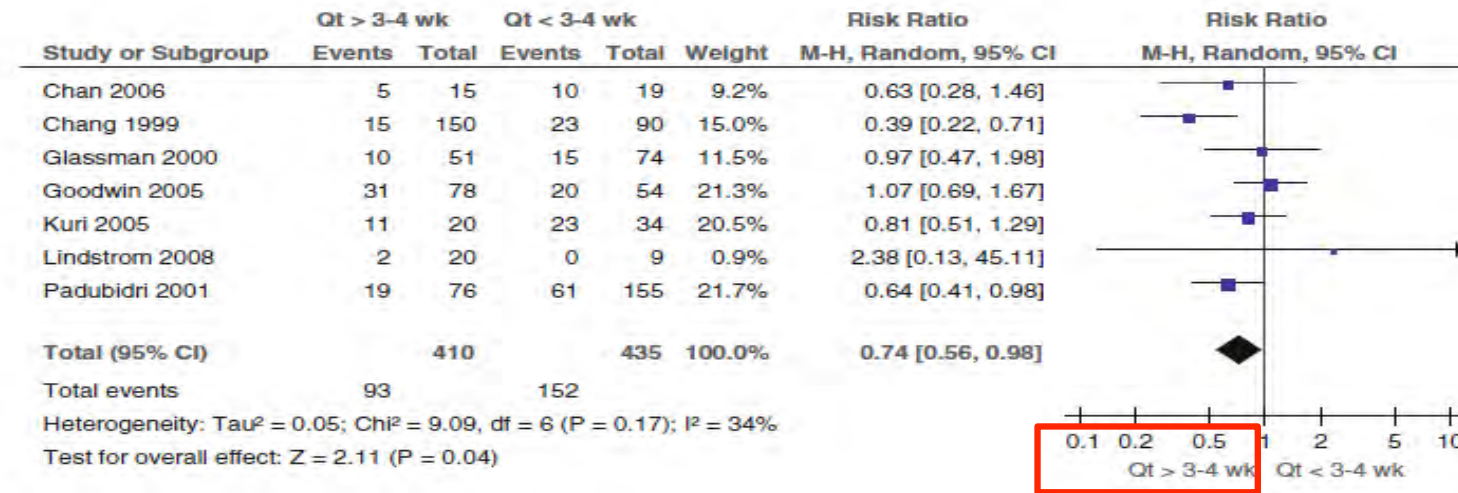 Qt > 3-4 wk Qt < 3-4 wk Risk Ratio Risk Ratio
Study or Subgroup Events Total Events Total Weight M-H, Random, 95% CI M-H, Random, 95% CI
Chan 2006 5 15 10 19 9.2% 0.63 [0.28, 1.46]
Chang 1999 15 150 23 90 15.0% 0.39 [0.22, 0.71]
Glassman 2000 10 51 15 74 11.5% 0.97 [0.47, 1.98]
Goodwin 2005 31 78 20 54 21.3% 1.07 [0.69, 1.67]
Kuri 2005 11 20 23 34 20.5% 0.81 [0.51, 1.29]
Lindstrom 2008 2 20 0 9 0.9% 2.38 [0.13, 45.11]
Padubidri 2001 19 76 61 155 21.7% 0.64 [0.41, 0.98]
Total (95% CI) 410 435 100.0% 0.74 [0.56, 0.98]
Total events 93 152
Heterogeneity: Tau² = 0.05; Chi² = 9.09, df = 6 (P = 0.17); I² = 34%
Test for overall effect: Z = 2.11 (P = 0.04)
0.1 0.2 0.5 1 2 5 10
Qt > 3-4 wk Qt < 3-4 wk